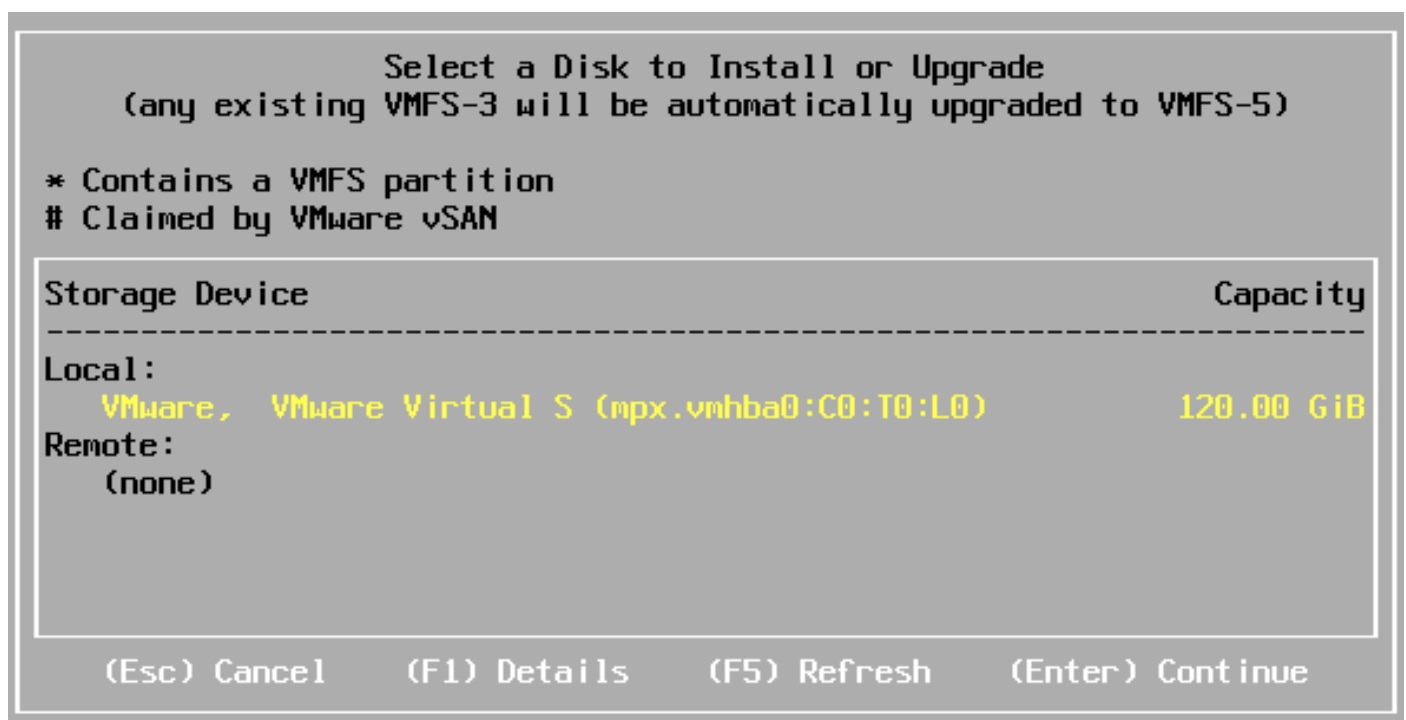 Select a Disk to Install or Upgrade
(any existing VMFS-3 will be automatically upgraded to VMFS-5)
* Contains a VMFS partition
# Claimed by VMware vSAN
Storage Device Capacity
----------------------------------------------------------------------
Local:
VMware, VMware Virtual S (mpx.vmhba0:C0:T0:L0) 120.00 GiB
Remote:
(none)
(Esc) Cancel (F1) Details (F5) Refresh (Enter) Continue